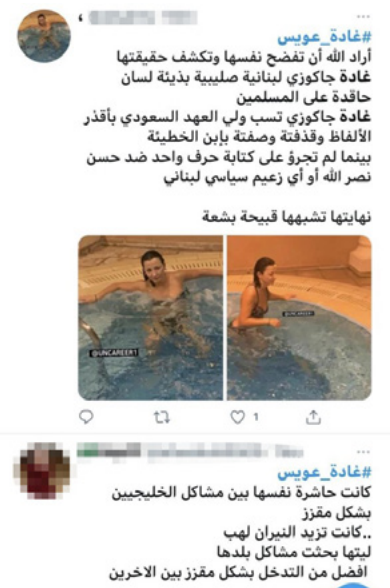 #غادة_عويس
أراد الله أن تفضح نفسها وتكشف حقيقتها
غادة جاكوزي لبنانية صليبية بذيئة لسان
حاقدة على المسلمين
غادة جاكوزي تسب ولي العهد السعودي بأقذر
الألفاظ وقذفتة وصفتة بإبن الخطيئة
بينما لم تجرؤ على كتابة حرف واحد ضد حسن
نصر الله أو أي زعيم سياسي لبناني
نهايتها تشبهها قبيحة بشعة
@UNCAREER1
@UNCAREER1
1
#غادة_عويس
كانت حاشرة نفسها بين مشاكل الخليجيين
بشكل مقزز
..كانت تزيد النيران لهب
ليتها بحثت مشاكل بلدها
افضل من التدخل بشكل مقزز بين الاخرين